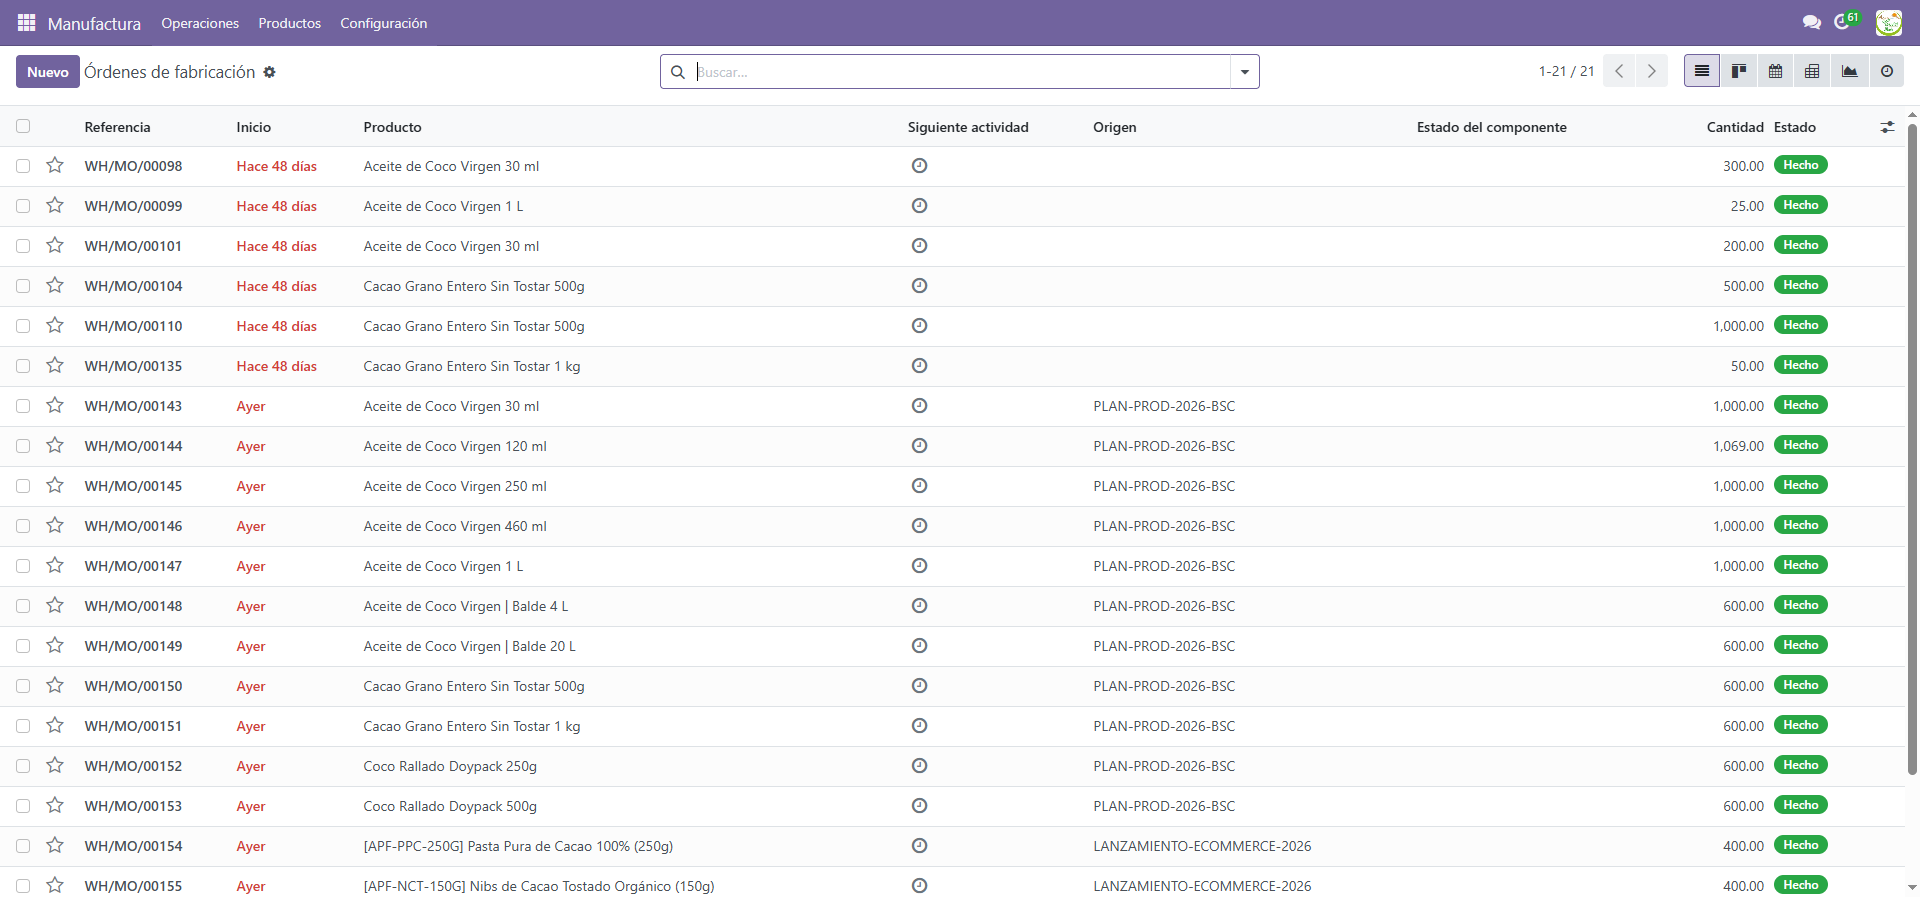 Manufactura Operaciones Productos Configuración 61
Nuevo Órdenes de fabricación Buscar... 1-21 / 21
Referencia Inicio Producto Siguiente actividad Origen Estado del componente Cantidad Estado
WH/MO/00098 Hace 48 días Aceite de Coco Virgen 30 ml 300.00 Hecho
WH/MO/00099 Hace 48 días Aceite de Coco Virgen 1 L 25.00 Hecho
WH/MO/00101 Hace 48 días Aceite de Coco Virgen 30 ml 200.00 Hecho
WH/MO/00104 Hace 48 días Cacao Grano Entero Sin Tostar 500g 500.00 Hecho
WH/MO/00110 Hace 48 días Cacao Grano Entero Sin Tostar 500g 1,000.00 Hecho
WH/MO/00135 Hace 48 días Cacao Grano Entero Sin Tostar 1 kg 50.00 Hecho
WH/MO/00143 Ayer Aceite de Coco Virgen 30 ml PLAN-PROD-2026-BSC 1,000.00 Hecho
WH/MO/00144 Ayer Aceite de Coco Virgen 120 ml PLAN-PROD-2026-BSC 1,069.00 Hecho
WH/MO/00145 Ayer Aceite de Coco Virgen 250 ml PLAN-PROD-2026-BSC 1,000.00 Hecho
WH/MO/00146 Ayer Aceite de Coco Virgen 460 ml PLAN-PROD-2026-BSC 1,000.00 Hecho
WH/MO/00147 Ayer Aceite de Coco Virgen 1 L PLAN-PROD-2026-BSC 1,000.00 Hecho
WH/MO/00148 Ayer Aceite de Coco Virgen | Balde 4 L PLAN-PROD-2026-BSC 600.00 Hecho
WH/MO/00149 Ayer Aceite de Coco Virgen | Balde 20 L PLAN-PROD-2026-BSC 600.00 Hecho
WH/MO/00150 Ayer Cacao Grano Entero Sin Tostar 500g PLAN-PROD-2026-BSC 600.00 Hecho
WH/MO/00151 Ayer Cacao Grano Entero Sin Tostar 1 kg PLAN-PROD-2026-BSC 600.00 Hecho
WH/MO/00152 Ayer Coco Rallado Doypack 250g PLAN-PROD-2026-BSC 600.00 Hecho
WH/MO/00153 Ayer Coco Rallado Doypack 500g PLAN-PROD-2026-BSC 600.00 Hecho
WH/MO/00154 Ayer [APF-PPC-250G] Pasta Pura de Cacao 100% (250g) LANZAMIENTO-ECOMMERCE-2026 400.00 Hecho
WH/MO/00155 Ayer [APF-NCT-150G] Nibs de Cacao Tostado Orgánico (150g) LANZAMIENTO-ECOMMERCE-2026 400.00 Hecho